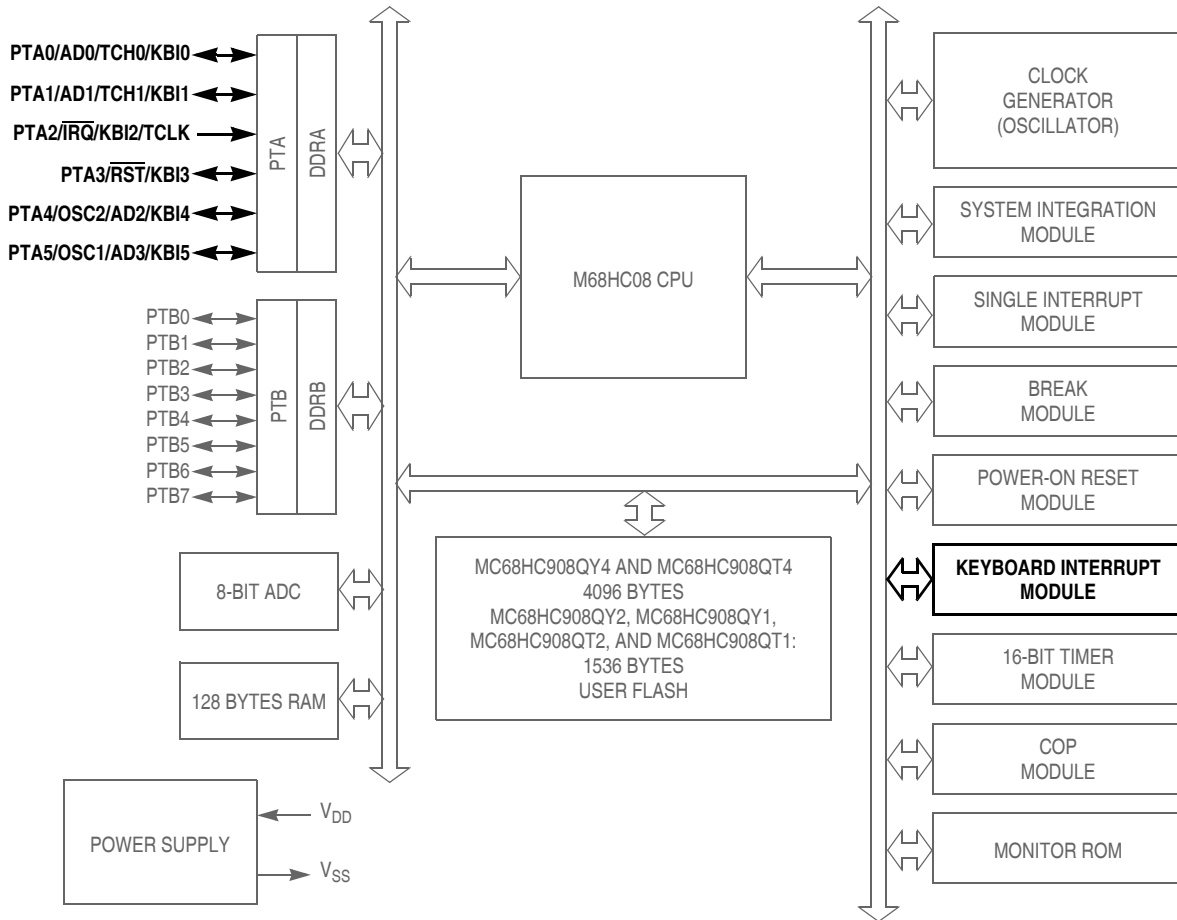 PTA0/AD0/TCH0/KBI0
PTA1/AD1/TCH1/KBI1
PTA2/I̅R̅Q̅/KBI2/TCLK
PTA3/R̅S̅T̅/KBI3
PTA4/OSC2/AD2/KBI4
PTA5/OSC1/AD3/KBI5
PTA
DDRA
PTB0
PTB1
PTB2
PTB3
PTB4
PTB5
PTB6
PTB7
PTB
DDRB
8-BIT ADC
128 BYTES RAM
POWER SUPPLY
VDD
VSS
M68HC08 CPU
MC68HC908QY4 AND MC68HC908QT4
4096 BYTES
MC68HC908QY2, MC68HC908QY1,
MC68HC908QT2, AND MC68HC908QT1:
1536 BYTES
USER FLASH
CLOCK
GENERATOR
(OSCILLATOR)
SYSTEM INTEGRATION
MODULE
SINGLE INTERRUPT
MODULE
BREAK
MODULE
POWER-ON RESET
MODULE
KEYBOARD INTERRUPT
MODULE
16-BIT TIMER
MODULE
COP
MODULE
MONITOR ROM